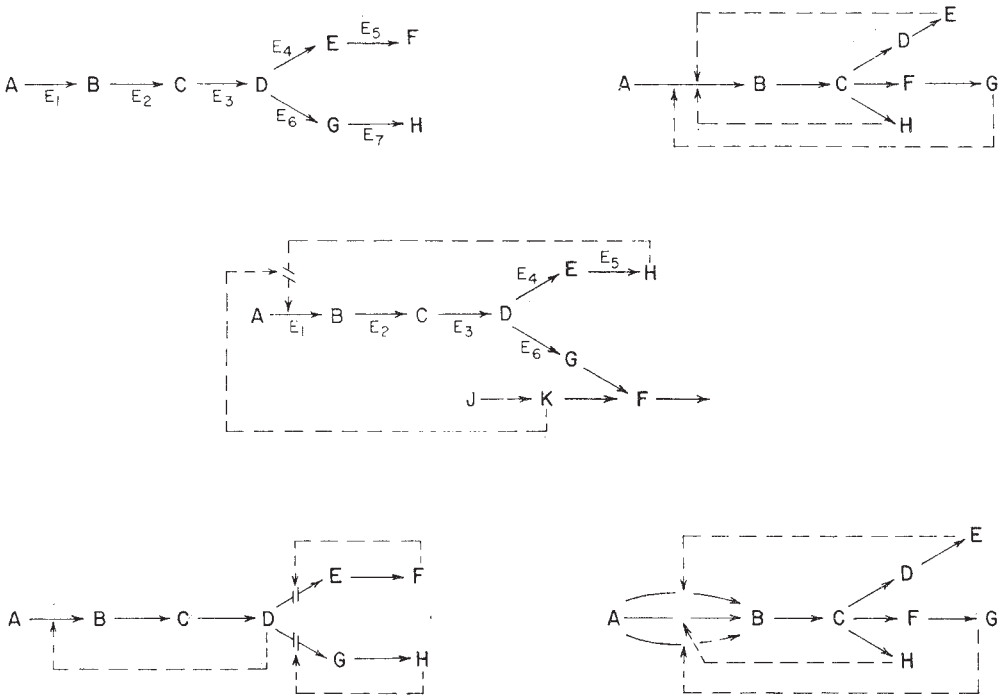 E₄ E E₅ F
A E₁ B E₂ C E₃ D
E₆ G E₇ H
E
D
A B C F G
H
E₄ E E₅ H
A E₁ B E₂ C E₃ D
E₆ G
J K F
E F
A B C D
G H
E
D
A B C F G
H